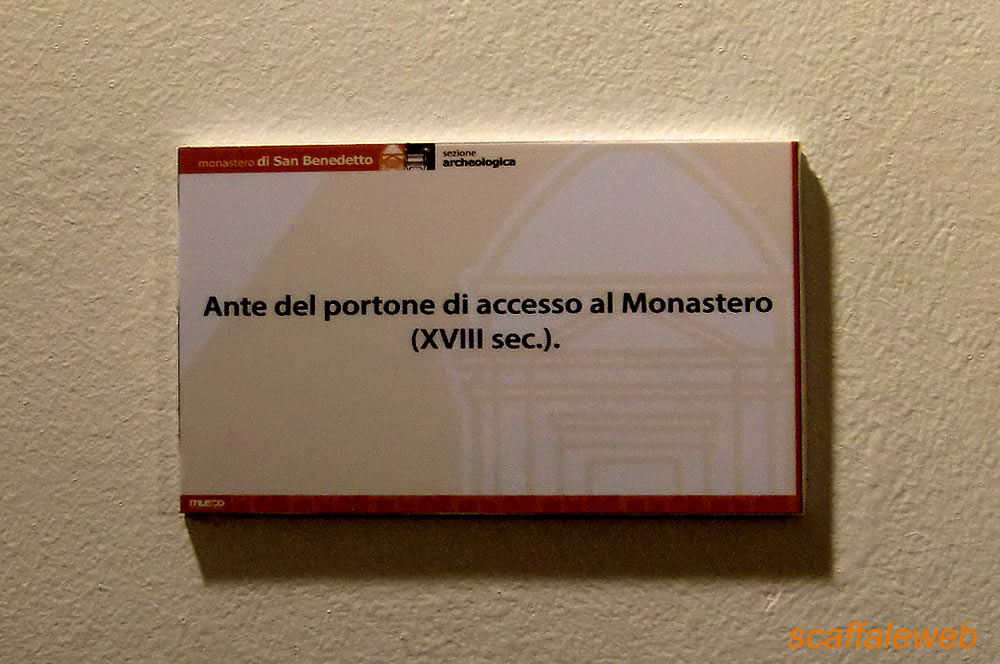 monastero di San Benedetto
sezione
archeologica
Ante del portone di accesso al Monastero
(XVIII sec.).
museo
scaffaleweb